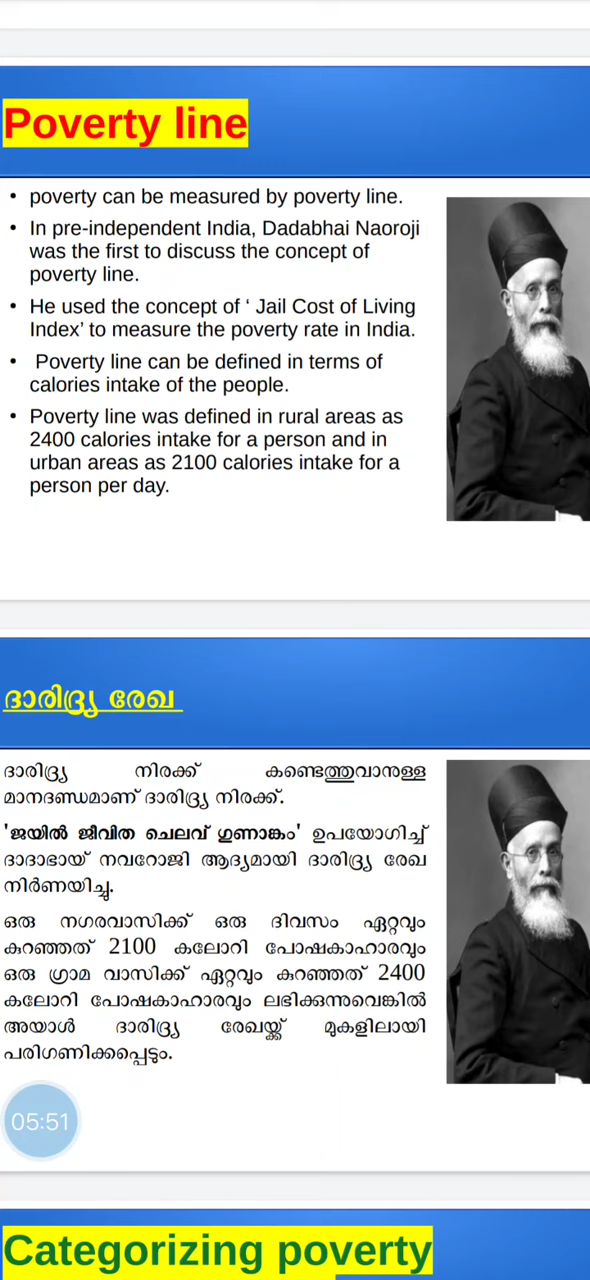 Poverty line
• poverty can be measured by poverty line.
• In pre-independent India, Dadabhai Naoroji
was the first to discuss the concept of
poverty line.
• He used the concept of ‘ Jail Cost of Living
Index’ to measure the poverty rate in India.
• Poverty line can be defined in terms of
calories intake of the people.
• Poverty line was defined in rural areas as
2400 calories intake for a person and in
urban areas as 2100 calories intake for a
person per day.
ദാരിദ്ര്യ രേഖ
ദാരിദ്ര്യ നിരക്ക് കണ്ടെത്തുവാനുള്ള
മാനദണ്ഡമാണ് ദാരിദ്ര്യ നിരക്ക്.
'ജയിൽ ജീവിത ചെലവ് ഗുണാങ്കം' ഉപയോഗിച്ച്
ദാദാഭായ് നവറോജി ആദ്യമായി ദാരിദ്ര്യ രേഖ
നിർണയിച്ചു.
ഒരു നഗരവാസിക്ക് ഒരു ദിവസം ഏറ്റവും
കുറഞ്ഞത് 2100 കലോറി പോഷകാഹാരവും
ഒരു ഗ്രാമ വാസിക്ക് ഏറ്റവും കുറഞ്ഞത് 2400
കലോറി പോഷകാഹാരവും ലഭിക്കുന്നുവെങ്കിൽ
അയാൾ ദാരിദ്ര്യ രേഖയ്ക്ക് മുകളിലായി
പരിഗണിക്കപ്പെടും.
05:51
Categorizing poverty